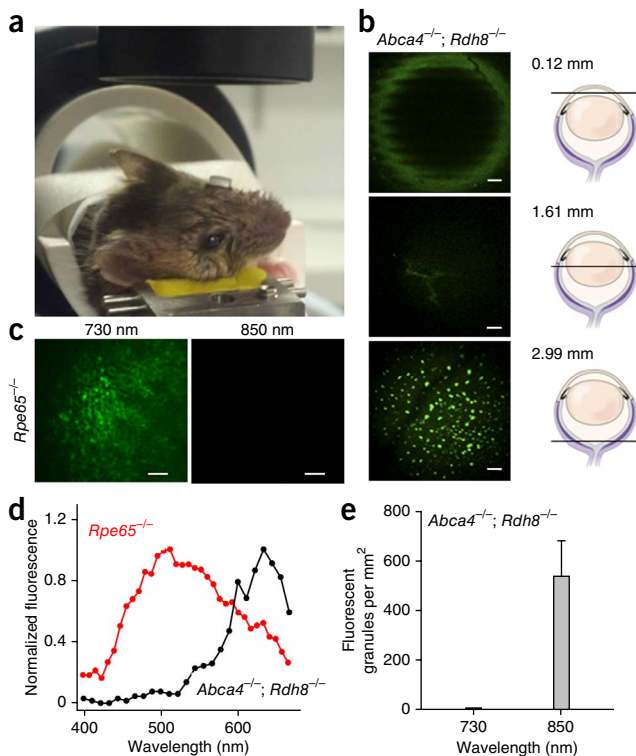 a
b
Abca4–/–; Rdh8–/–
0.12 mm
1.61 mm
2.99 mm
c
730 nm 850 nm
Rpe65–/–
d
Rpe65–/–
Abca4–/–; Rdh8–/–
Normalized fluorescence
1.2
0.8
0.4
0
400 500 600
Wavelength (nm)
e
Abca4–/–; Rdh8–/–
Fluorescent
granules per mm2
800
600
400
200
0
730 850
Wavelength (nm)